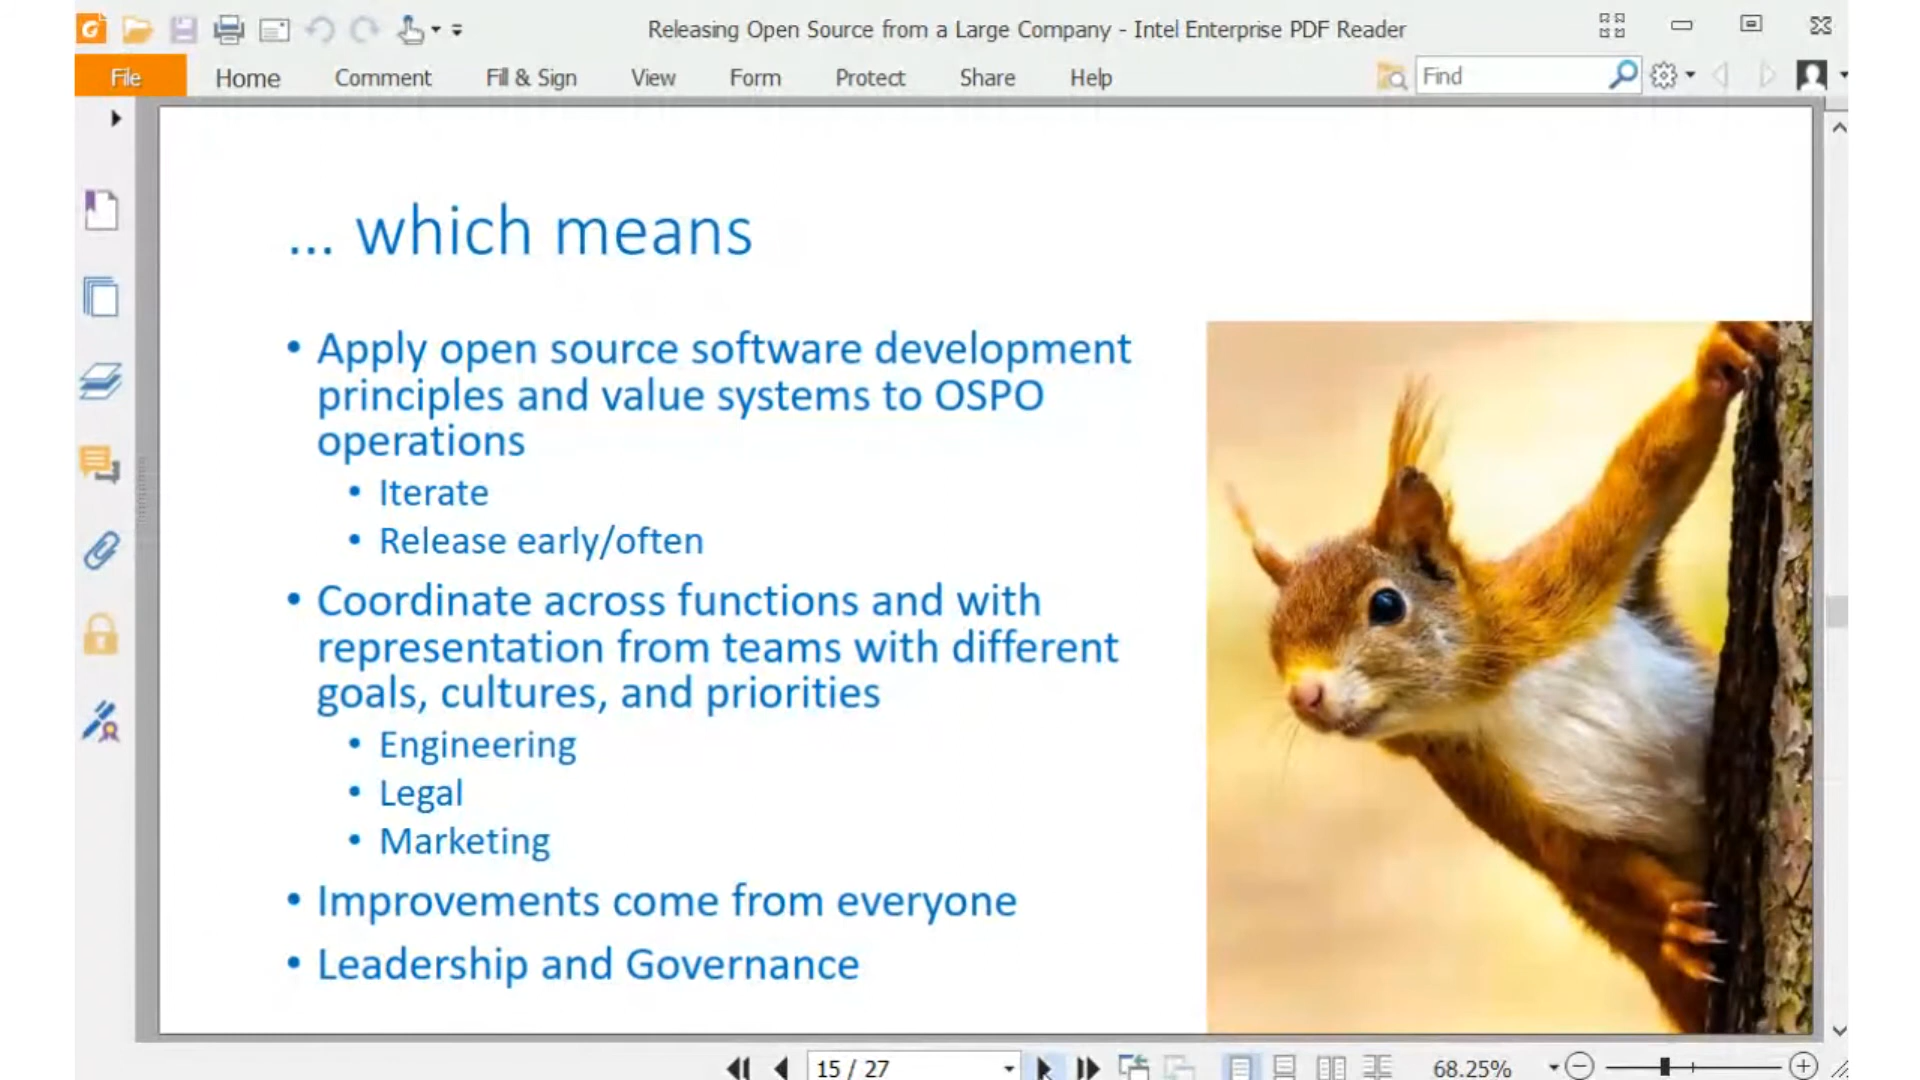 Releasing Open Source from a Large Company - Intel Enterprise PDF Reader
File Home Comment Fill & Sign View Form Protect Share Help Find
... which means
• Apply open source software development
principles and value systems to OSPO
operations
• Iterate
• Release early/often
• Coordinate across functions and with
representation from teams with different
goals, cultures, and priorities
• Engineering
• Legal
• Marketing
• Improvements come from everyone
• Leadership and Governance
15 / 27 68.25%